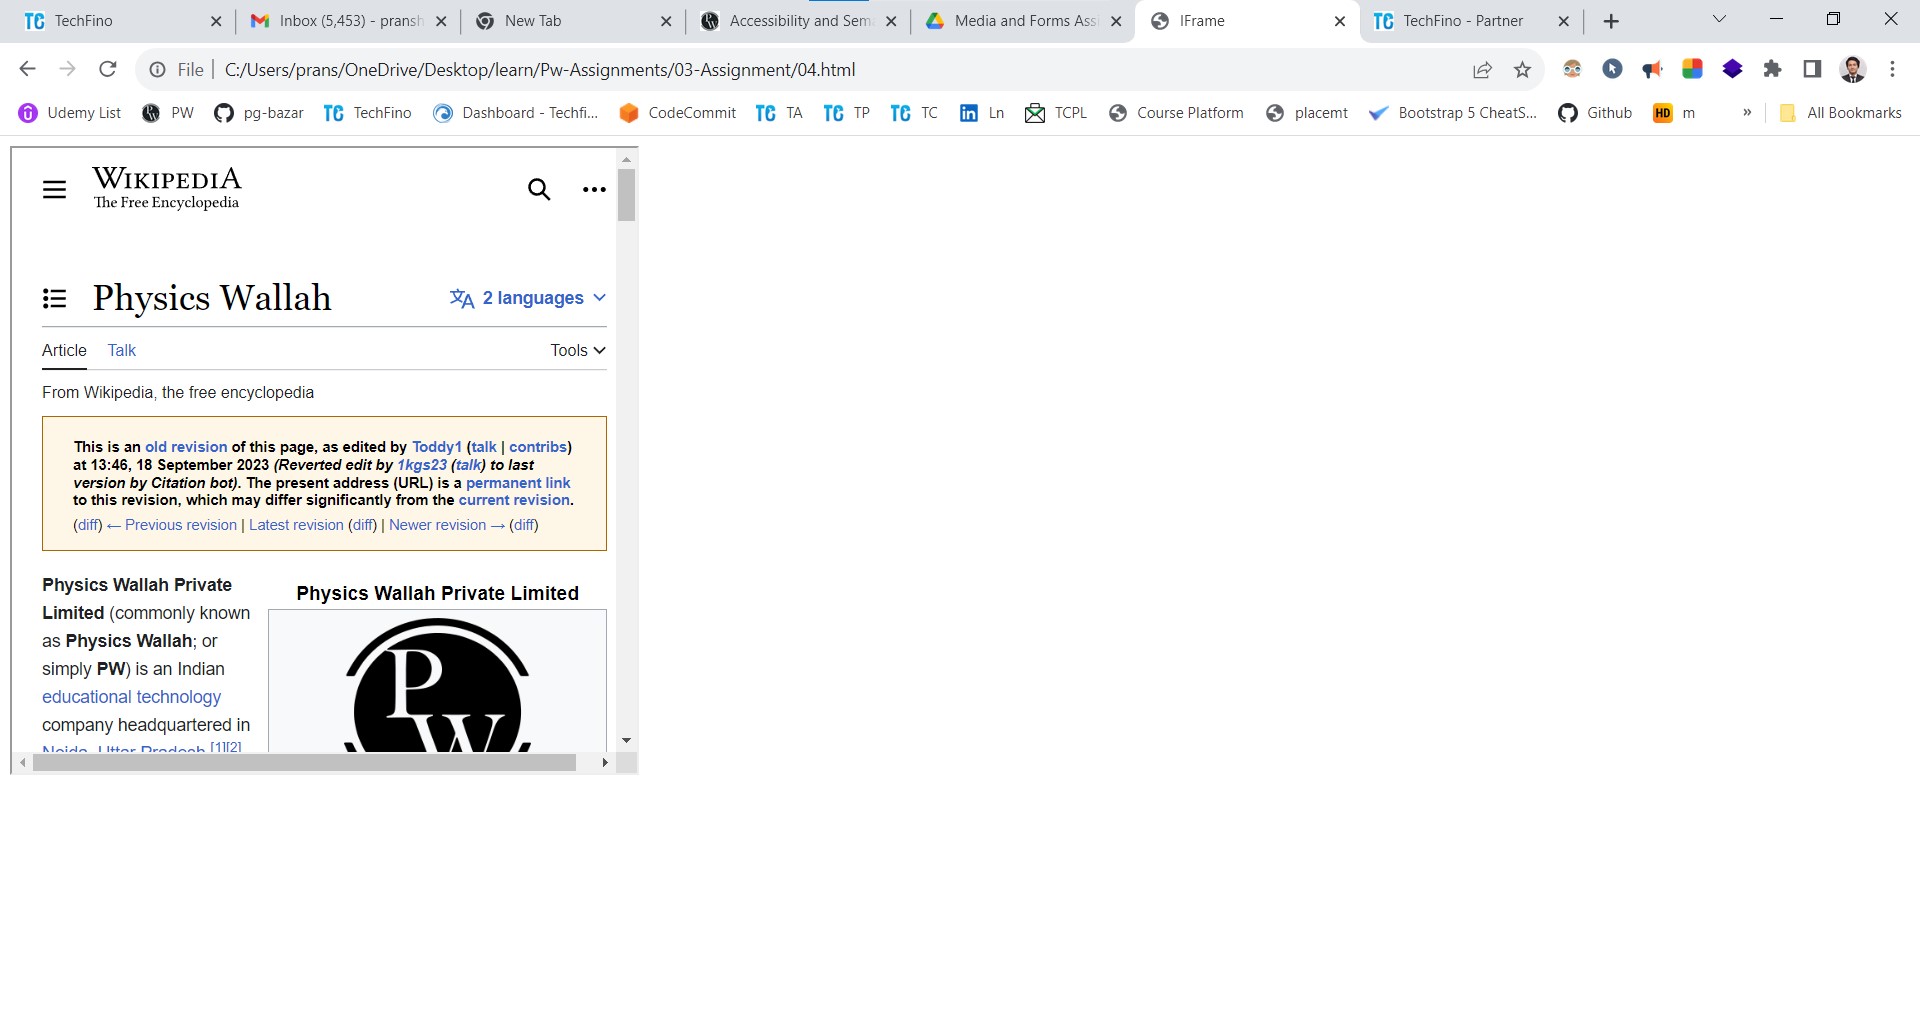 TechFino
Inbox (5,453) - pransh
New Tab
Accessibility and Sema
Media and Forms Assi
IFrame
TechFino - Partner
File
C:/Users/prans/OneDrive/Desktop/learn/Pw-Assignments/03-Assignment/04.html
Udemy List
PW
pg-bazar
TechFino
Dashboard - Techfi...
CodeCommit
TA
TP
TC
Ln
TCPL
Course Platform
placemt
Bootstrap 5 CheatS...
Github
m
»
All Bookmarks
WIKIPEDIA
The Free Encyclopedia
Physics Wallah
2 languages
Article Talk
Tools
From Wikipedia, the free encyclopedia
This is an old revision of this page, as edited by Toddy1 (talk | contribs)
at 13:46, 18 September 2023 (Reverted edit by 1kgs23 (talk) to last
version by Citation bot). The present address (URL) is a permanent link
to this revision, which may differ significantly from the current revision.
(diff) ← Previous revision | Latest revision (diff) | Newer revision → (diff)
Physics Wallah Private
Limited (commonly known
as Physics Wallah; or
simply PW) is an Indian
educational technology
company headquartered in
Noida, Uttar Pradesh.[1][2]
Physics Wallah Private Limited
PW